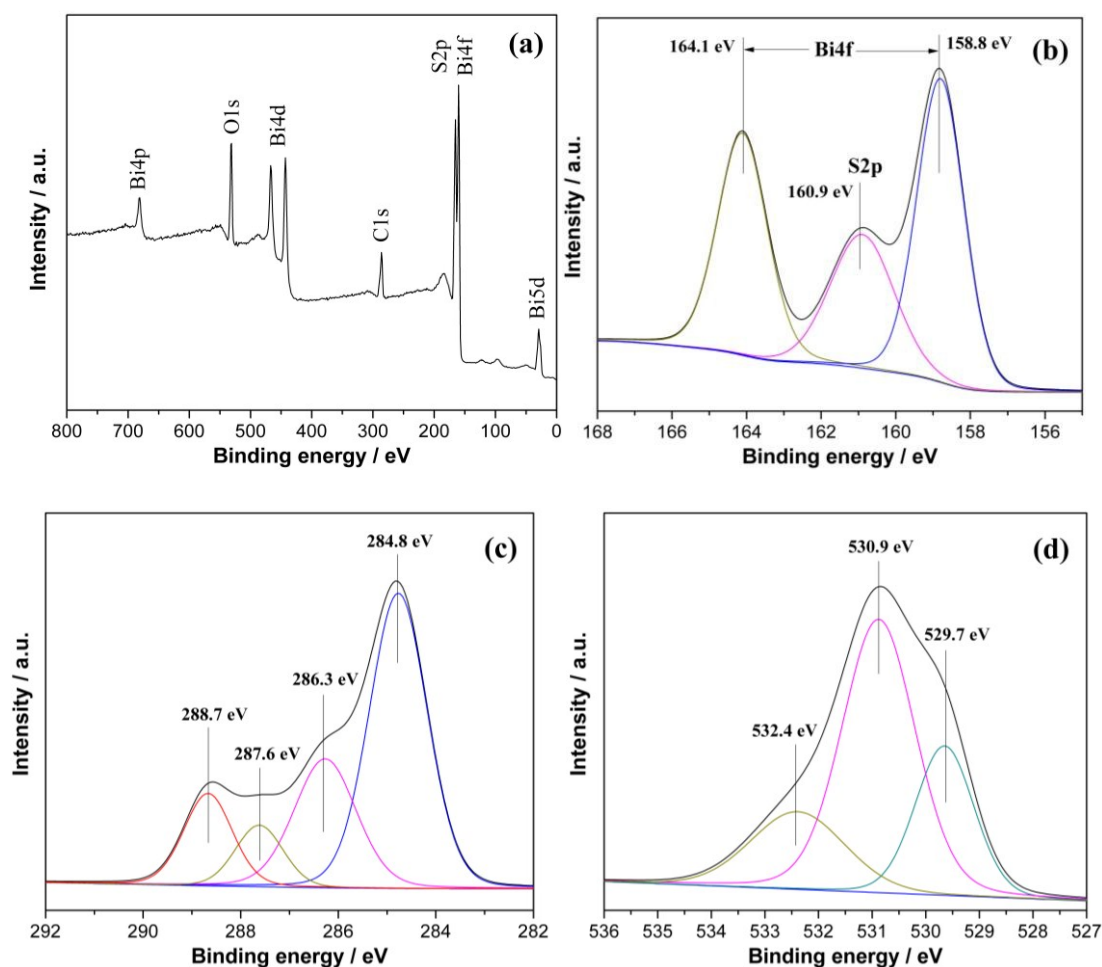 (a)
Bi4p
O1s
Bi4d
C1s
S2p
Bi4f
Bi5d
Intensity / a.u.
800 700 600 500 400 300 200 100 0
Binding energy / eV
(b)
164.1 eV
Bi4f
158.8 eV
S2p
160.9 eV
Intensity / a.u.
168 166 164 162 160 158 156
Binding energy / eV
(c)
284.8 eV
286.3 eV
288.7 eV
287.6 eV
Intensity / a.u.
292 290 288 286 284 282
Binding energy / eV
(d)
530.9 eV
529.7 eV
532.4 eV
Intensity / a.u.
536 535 534 533 532 531 530 529 528 527
Binding energy / eV